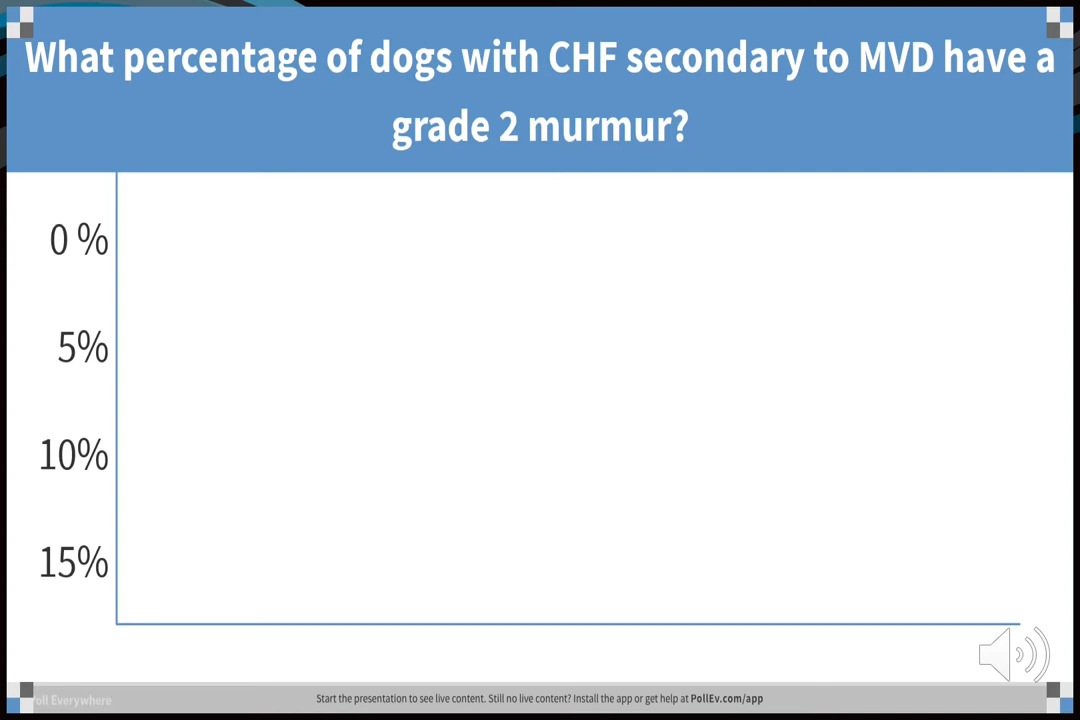 What percentage of dogs with CHF secondary to MVD have a
grade 2 murmur?
0 %
5%
10%
15%
Poll Everywhere
Start the presentation to see live content. Still no live content? Install the app or get help at PollEv.com/app